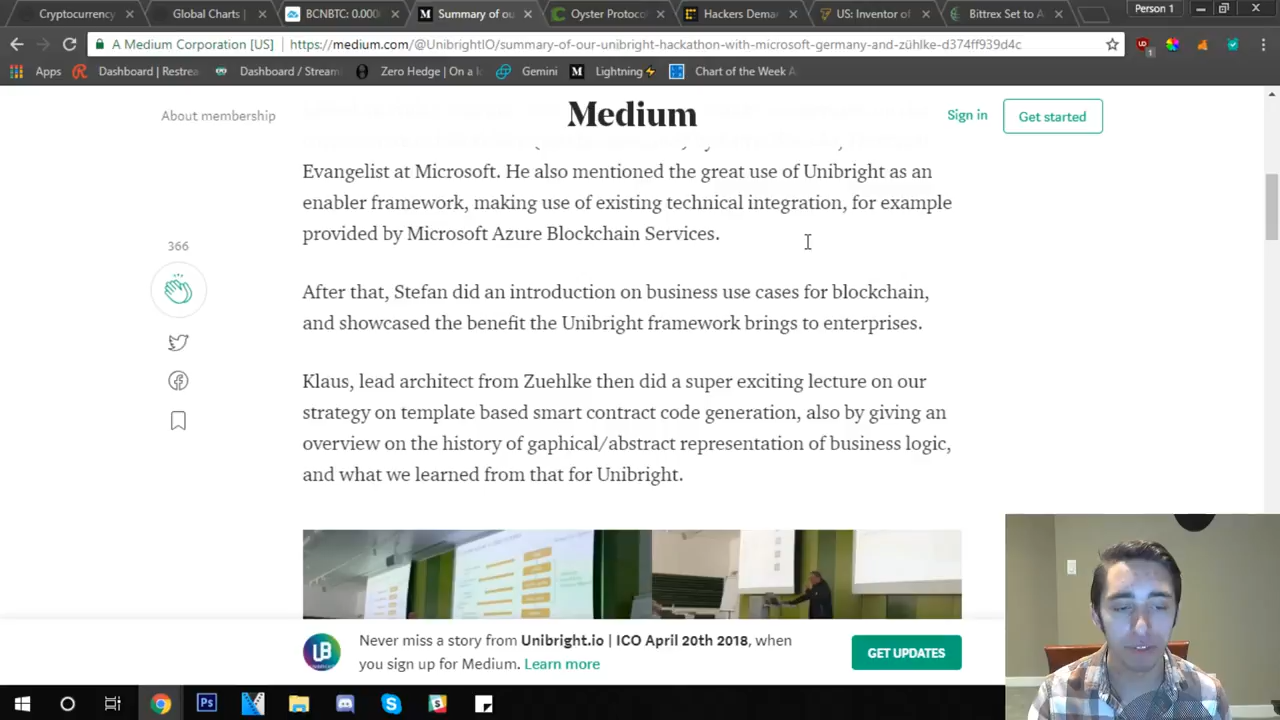 Cryptocurrency
Global Charts |
BCNBTC: 0.000
Summary of ou
Oyster Protoco
Hackers Dema
US: Inventor of
Bittrex Set to A
Person 1
A Medium Corporation [US]
https://medium.com/@UnibrightIO/summary-of-our-unibright-hackathon-with-microsoft-germany-and-zühlke-d374ff939d4c
Apps
Dashboard | Restrea
Dashboard / Stream
Zero Hedge | On a l
Gemini
Lightning⚡
Chart of the Week A
About membership
Medium
Sign in
Get started
Evangelist at Microsoft. He also mentioned the great use of Unibright as an
enabler framework, making use of existing technical integration, for example
provided by Microsoft Azure Blockchain Services.
366
After that, Stefan did an introduction on business use cases for blockchain,
and showcased the benefit the Unibright framework brings to enterprises.
Klaus, lead architect from Zuehlke then did a super exciting lecture on our
strategy on template based smart contract code generation, also by giving an
overview on the history of gaphical/abstract representation of business logic,
and what we learned from that for Unibright.
Never miss a story from Unibright.io | ICO April 20th 2018, when
you sign up for Medium. Learn more
GET UPDATES
UB